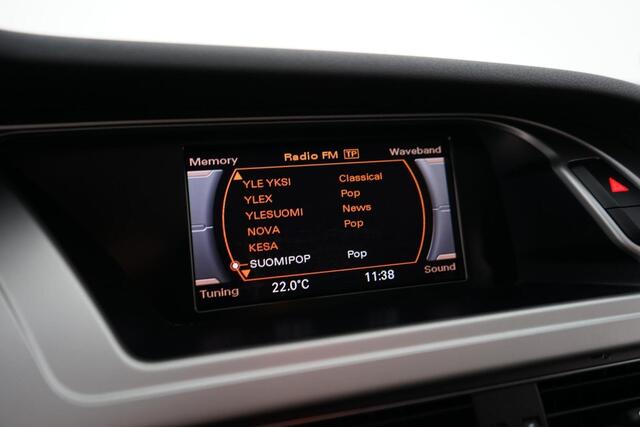 Memory Radio FM TP Waveband
YLE YKSI Classical
YLEX Pop
YLESUOMI News
NOVA Pop
KESA
SUOMIPOP Pop
Tuning 22.0°C 11:38 Sound